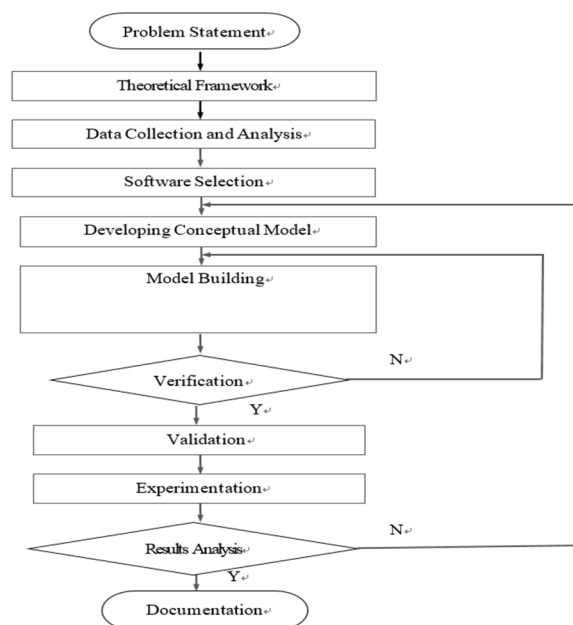 Problem Statement
Theoretical Framework
Data Collection and Analysis
Software Selection
Developing Conceptual Model
Model Building
N
Verification
Y
Validation
Experimentation
N
Results Analysis
Y
Documentation